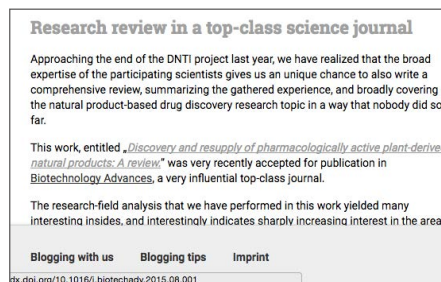 Research review in a top-class science journal
Approaching the end of the DNTI project last year, we have realized that the broad
expertise of the participating scientists gives us an unique chance to also write a
comprehensive review, summarizing the gathered experience, and broadly covering
the natural product-based drug discovery research topic in a way that nobody did so
far.
This work, entitled „Discovery and resupply of pharmacologically active plant-derive
natural products: A review.“ was very recently accepted for publication in
Biotechnology Advances, a very influential top-class journal.
The research-field analysis that we have performed in this work yielded many
interesting insides, and interestingly indicates sharply increasing interest in the area
Blogging with us Blogging tips Imprint
dx.doi.org/10.1016/j.biotechadv.2015.08.001